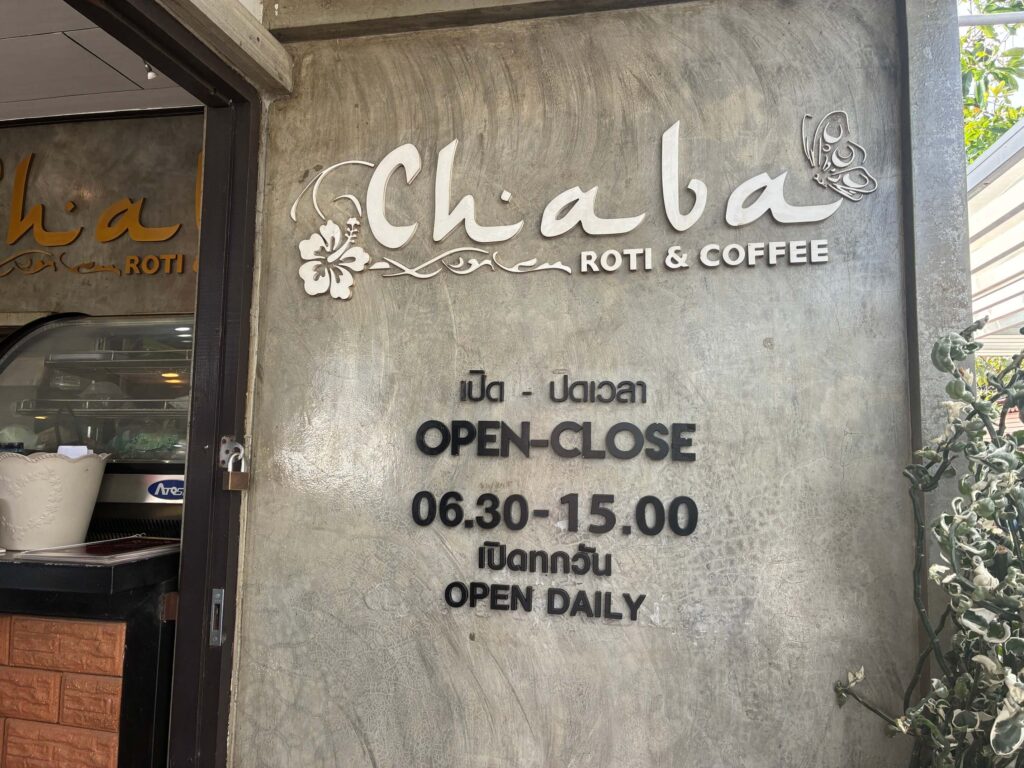 Chaba
ROTI & COFFEE
เปิด - ปิดเวลา
OPEN-CLOSE
06.30-15.00
เปิดทกวัน
OPEN DAILY
ROTI